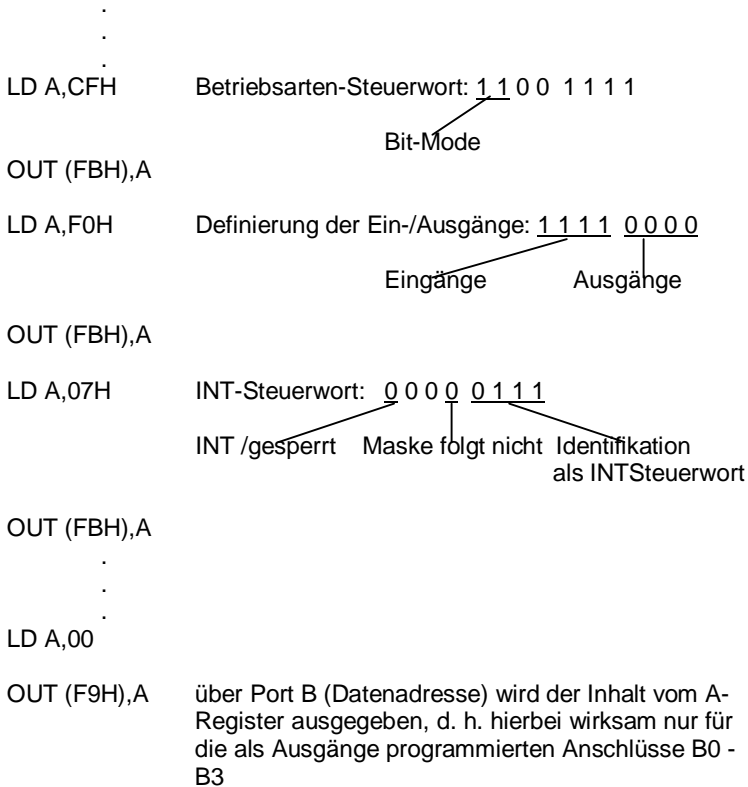 .
.
.
LD A,CFH Betriebsarten-Steuerwort: 1 1 0 0 1 1 1 1
Bit-Mode
OUT (FBH),A
LD A,F0H Definierung der Ein-/Ausgänge: 1 1 1 1 0 0 0 0
Eingänge Ausgänge
OUT (FBH),A
LD A,07H INT-Steuerwort: 0 0 0 0 0 1 1 1
INT /gesperrt Maske folgt nicht Identifikation
als INTSteuerwort
OUT (FBH),A
.
.
.
LD A,00
OUT (F9H),A über Port B (Datenadresse) wird der Inhalt vom A-
Register ausgegeben, d. h. hierbei wirksam nur für
die als Ausgänge programmierten Anschlüsse B0 -
B3